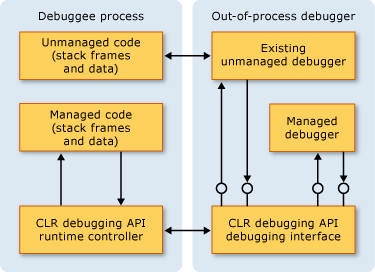 Debuggee process
Out-of-process debugger
Unmanaged code
(stack frames
and data)
Existing
unmanaged debugger
Managed code
(stack frames
and data)
Managed
debugger
CLR debugging API
runtime controller
CLR debugging API
debugging interface